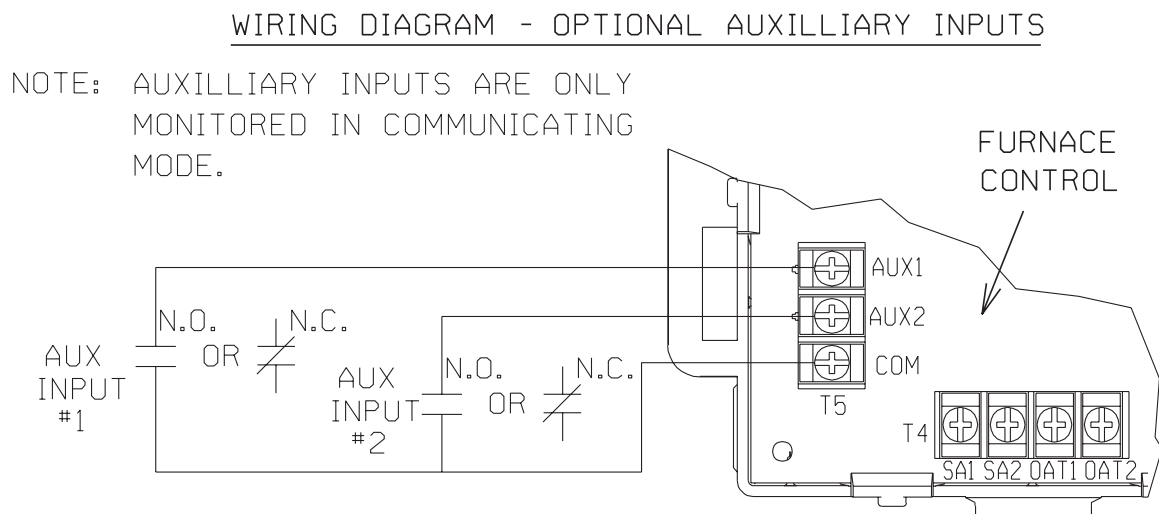 WIRING DIAGRAM - OPTIONAL AUXILLIARY INPUTS
NOTE: AUXILLIARY INPUTS ARE ONLY
MONITORED IN COMMUNICATING
MODE.
FURNACE
CONTROL
AUX1
AUX2
COM
T5
N.O.
OR
N.C.
AUX
INPUT
#1
N.O.
OR
N.C.
AUX
INPUT
#2
T4
SA1 SA2 OAT1 OAT2